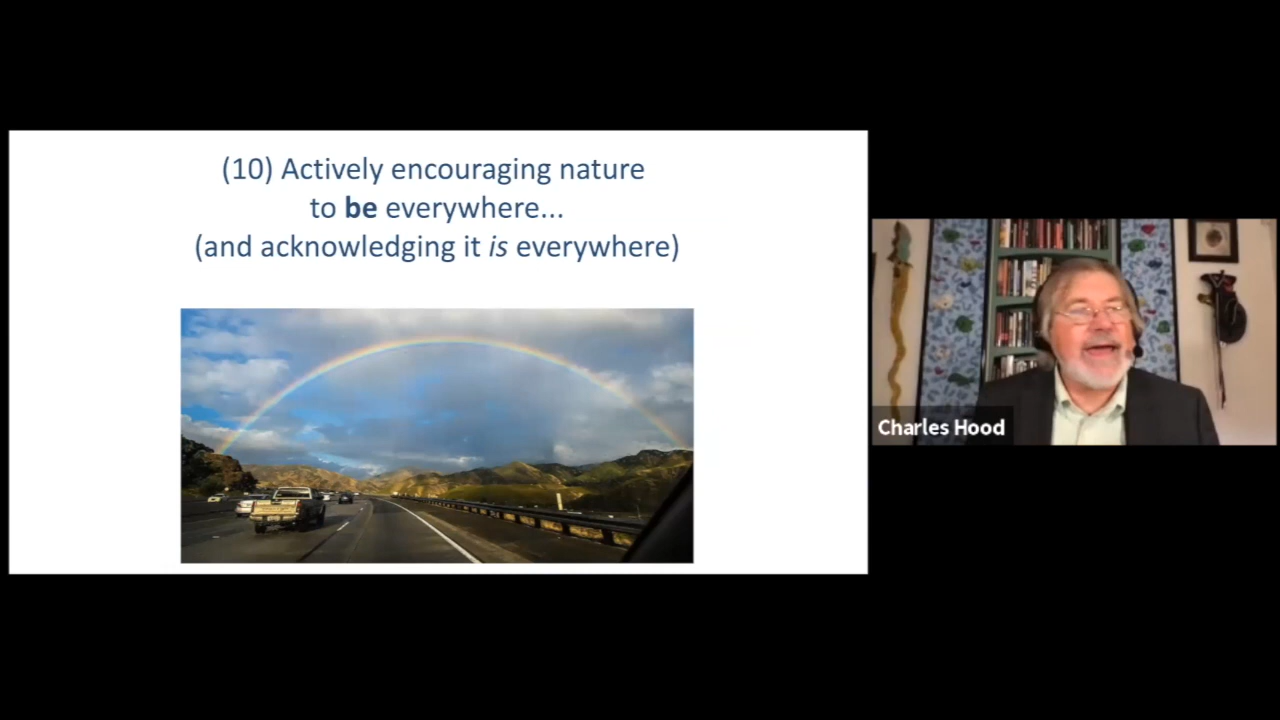 (10) Actively encouraging nature
to be everywhere...
(and acknowledging it is everywhere)
Charles Hood